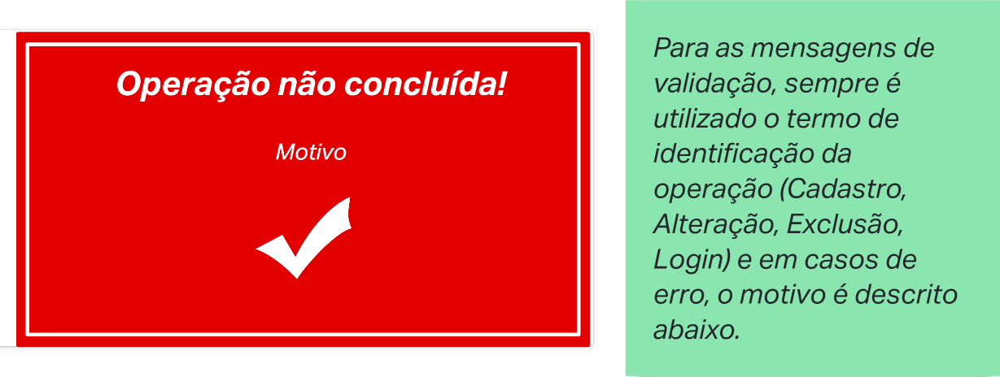 Operação não concluída!
Motivo
Para as mensagens de
validação, sempre é
utilizado o termo de
identificação da
operação (Cadastro,
Alteração, Exclusão,
Login) e em casos de
erro, o motivo é descrito
abaixo.